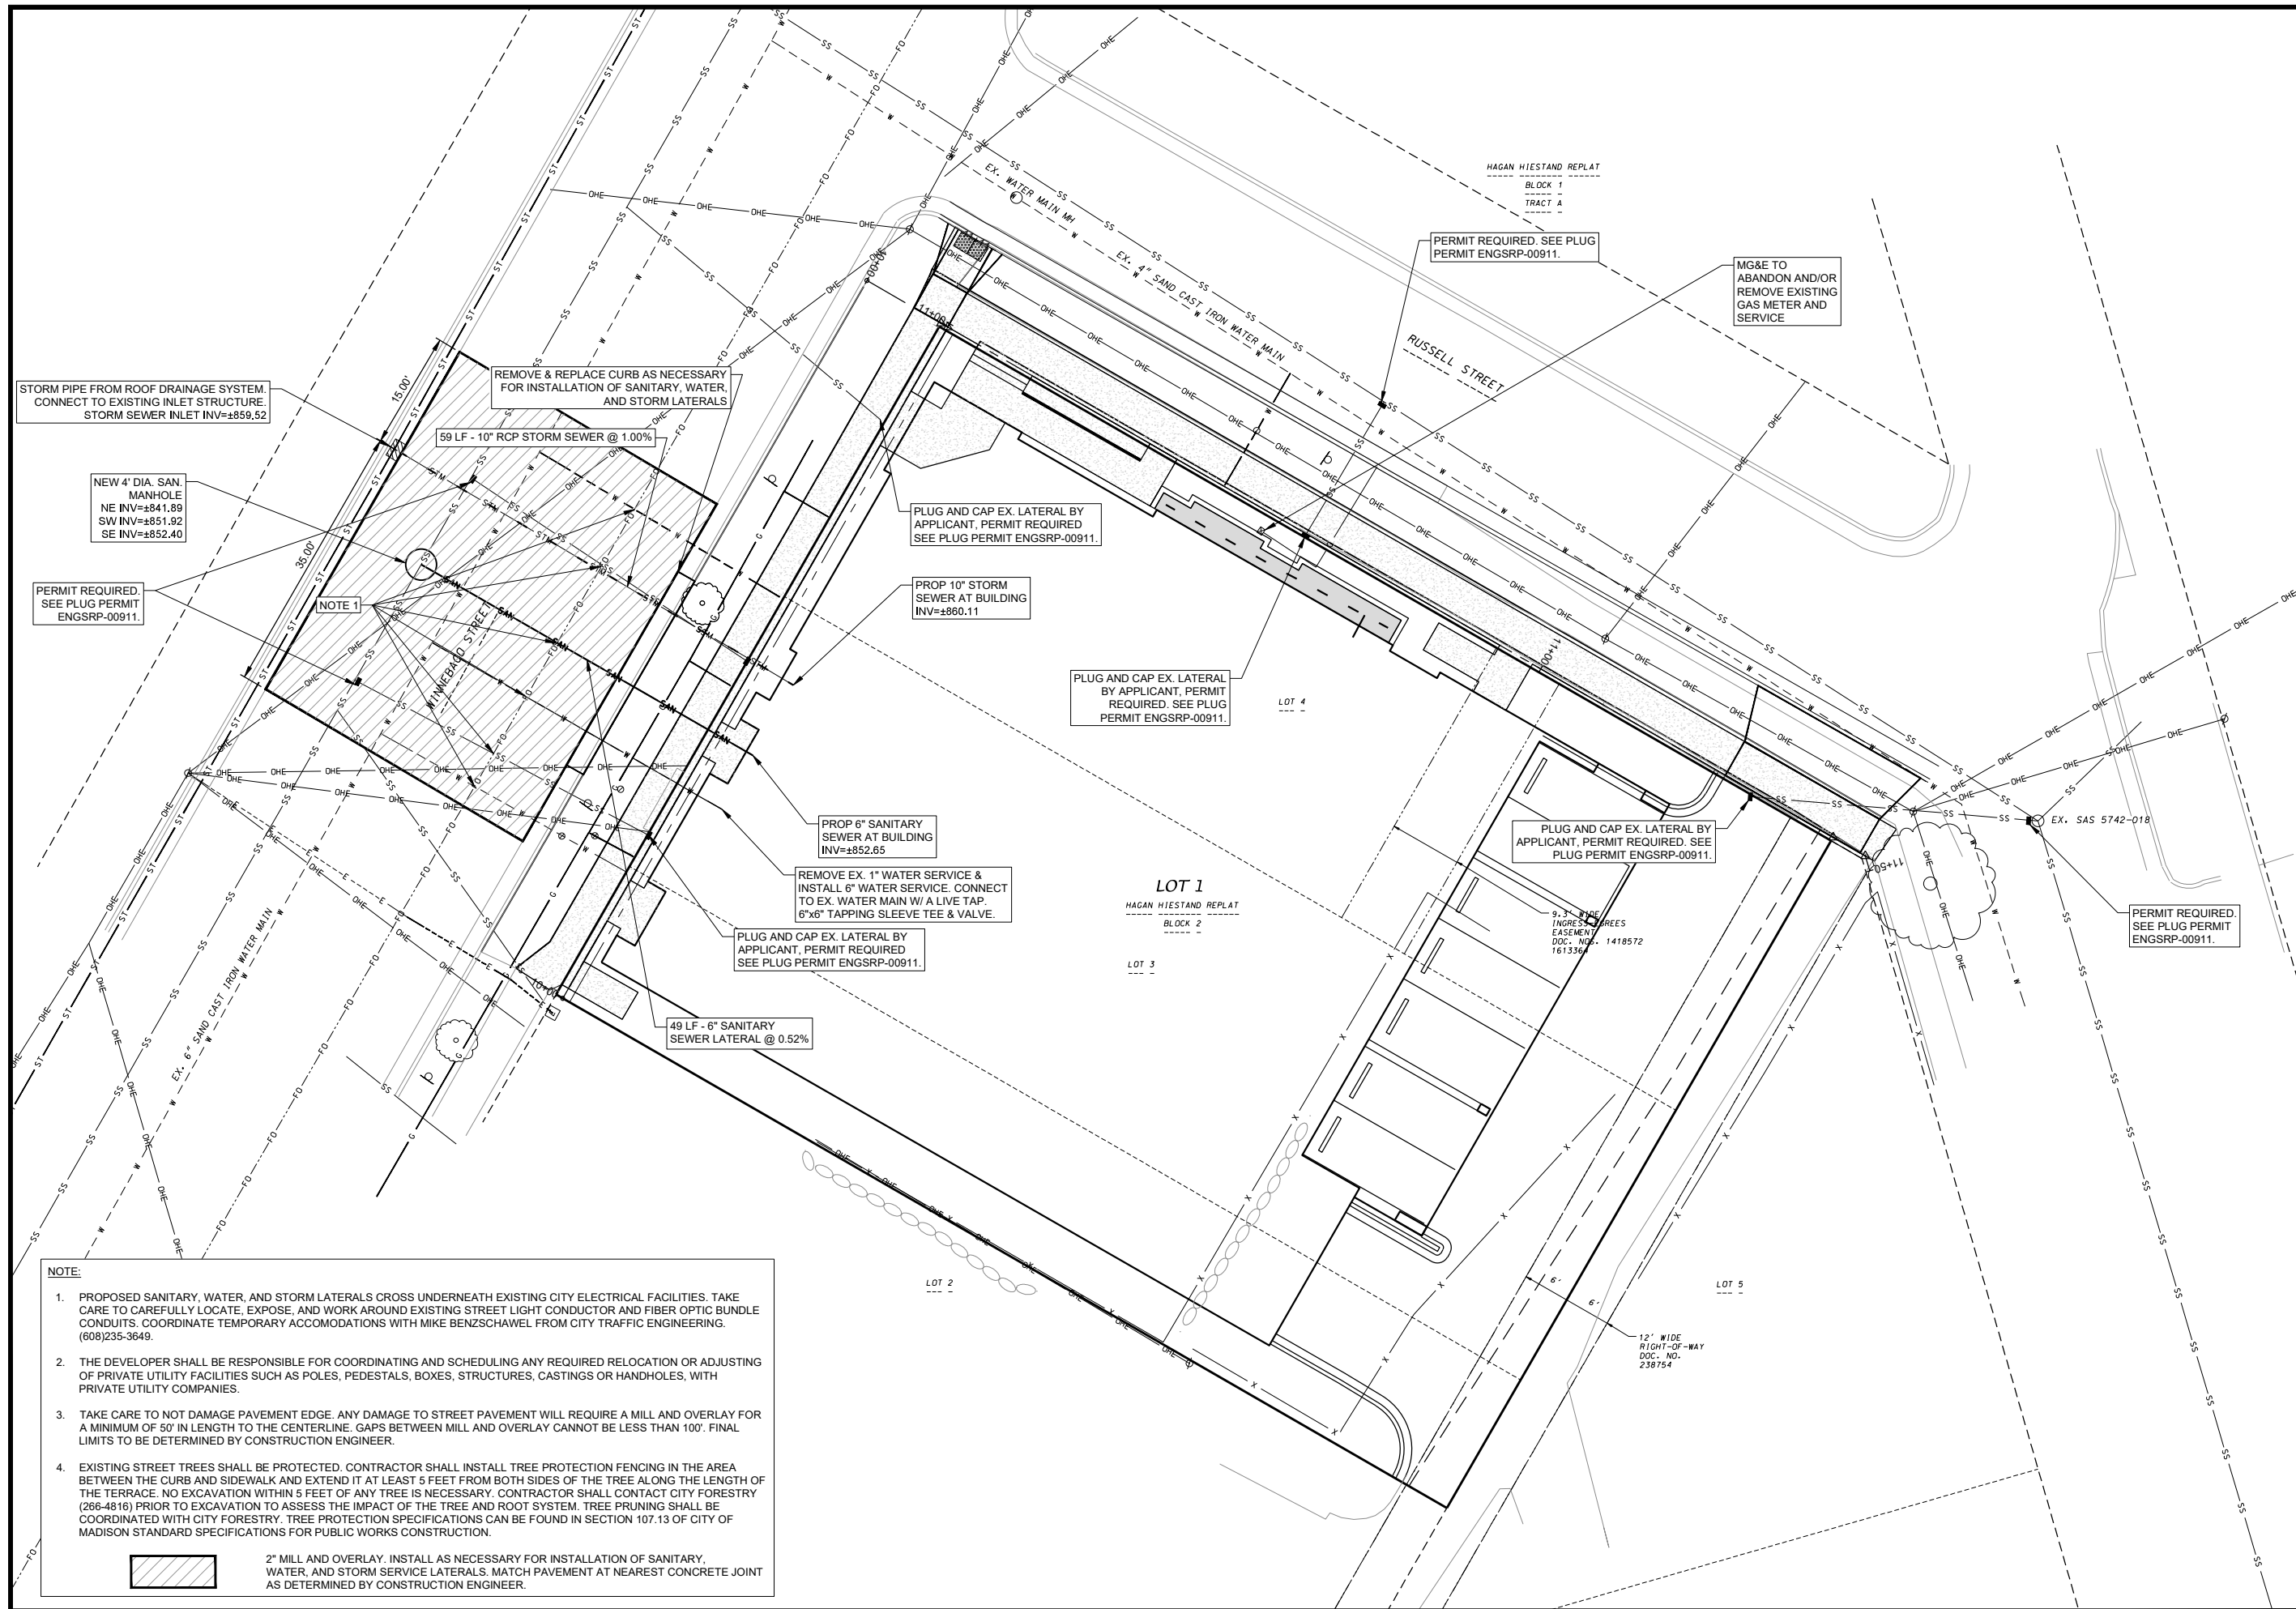 HAGAN HIESTAND REPLAT
BLOCK 1
TRACT A
EX. WATER MAIN MH
EX. 4" SAND CAST IRON WATER MAIN
RUSSELL STREET
PERMIT REQUIRED. SEE PLUG
PERMIT ENGSRP-00911.
MG&E TO
ABANDON AND/OR
REMOVE EXISTING
GAS METER AND
SERVICE
STORM PIPE FROM ROOF DRAINAGE SYSTEM.
CONNECT TO EXISTING INLET STRUCTURE.
STORM SEWER INLET INV=±859.52
15.00'
REMOVE & REPLACE CURB AS NECESSARY
FOR INSTALLATION OF SANITARY, WATER,
AND STORM LATERALS
59 LF - 10" RCP STORM SEWER @ 1.00%
NEW 4' DIA. SAN.
MANHOLE
NE INV=±841.89
SW INV=±851.92
SE INV=±852.40
35.00'
PERMIT REQUIRED.
SEE PLUG PERMIT
ENGSRP-00911.
NOTE 1
WINNEBAGO STREET
10+00
11+00
PLUG AND CAP EX. LATERAL BY
APPLICANT, PERMIT REQUIRED
SEE PLUG PERMIT ENGSRP-00911.
PROP 10" STORM
SEWER AT BUILDING
INV=±860.11
PLUG AND CAP EX. LATERAL
BY APPLICANT, PERMIT
REQUIRED. SEE PLUG
PERMIT ENGSRP-00911.
LOT 4
11+00
PROP 6" SANITARY
SEWER AT BUILDING
INV=±852.65
REMOVE EX. 1" WATER SERVICE &
INSTALL 6" WATER SERVICE. CONNECT
TO EX. WATER MAIN W/ A LIVE TAP.
6"x6" TAPPING SLEEVE TEE & VALVE.
PLUG AND CAP EX. LATERAL BY
APPLICANT, PERMIT REQUIRED
SEE PLUG PERMIT ENGSRP-00911.
PLUG AND CAP EX. LATERAL BY
APPLICANT, PERMIT REQUIRED. SEE
PLUG PERMIT ENGSRP-00911.
EX. SAS 5742-018
11+50
LOT 1
HAGAN HIESTAND REPLAT
BLOCK 2
LOT 3
9.3' WIDE
INGRESS-EGREES
EASEMENT
DOC. NOS. 1418572
1613364
PERMIT REQUIRED.
SEE PLUG PERMIT
ENGSRP-00911.
10+00
49 LF - 6" SANITARY
SEWER LATERAL @ 0.52%
EX. 6" SAND CAST IRON WATER MAIN
LOT 2
LOT 5
6'
6'
12' WIDE
RIGHT-OF-WAY
DOC. NO.
238754
NOTE:
1. PROPOSED SANITARY, WATER, AND STORM LATERALS CROSS UNDERNEATH EXISTING CITY ELECTRICAL FACILITIES. TAKE
CARE TO CAREFULLY LOCATE, EXPOSE, AND WORK AROUND EXISTING STREET LIGHT CONDUCTOR AND FIBER OPTIC BUNDLE
CONDUITS. COORDINATE TEMPORARY ACCOMODATIONS WITH MIKE BENZSCHAWEL FROM CITY TRAFFIC ENGINEERING.
(608)235-3649.
2. THE DEVELOPER SHALL BE RESPONSIBLE FOR COORDINATING AND SCHEDULING ANY REQUIRED RELOCATION OR ADJUSTING
OF PRIVATE UTILITY FACILITIES SUCH AS POLES, PEDESTALS, BOXES, STRUCTURES, CASTINGS OR HANDHOLES, WITH
PRIVATE UTILITY COMPANIES.
3. TAKE CARE TO NOT DAMAGE PAVEMENT EDGE. ANY DAMAGE TO STREET PAVEMENT WILL REQUIRE A MILL AND OVERLAY FOR
A MINIMUM OF 50' IN LENGTH TO THE CENTERLINE. GAPS BETWEEN MILL AND OVERLAY CANNOT BE LESS THAN 100'. FINAL
LIMITS TO BE DETERMINED BY CONSTRUCTION ENGINEER.
4. EXISTING STREET TREES SHALL BE PROTECTED. CONTRACTOR SHALL INSTALL TREE PROTECTION FENCING IN THE AREA
BETWEEN THE CURB AND SIDEWALK AND EXTEND IT AT LEAST 5 FEET FROM BOTH SIDES OF THE TREE ALONG THE LENGTH OF
THE TERRACE. NO EXCAVATION WITHIN 5 FEET OF ANY TREE IS NECESSARY. CONTRACTOR SHALL CONTACT CITY FORESTRY
(266-4816) PRIOR TO EXCAVATION TO ASSESS THE IMPACT OF THE TREE AND ROOT SYSTEM. TREE PRUNING SHALL BE
COORDINATED WITH CITY FORESTRY. TREE PROTECTION SPECIFICATIONS CAN BE FOUND IN SECTION 107.13 OF CITY OF
MADISON STANDARD SPECIFICATIONS FOR PUBLIC WORKS CONSTRUCTION.
2" MILL AND OVERLAY. INSTALL AS NECESSARY FOR INSTALLATION OF SANITARY,
WATER, AND STORM SERVICE LATERALS. MATCH PAVEMENT AT NEAREST CONCRETE JOINT
AS DETERMINED BY CONSTRUCTION ENGINEER.